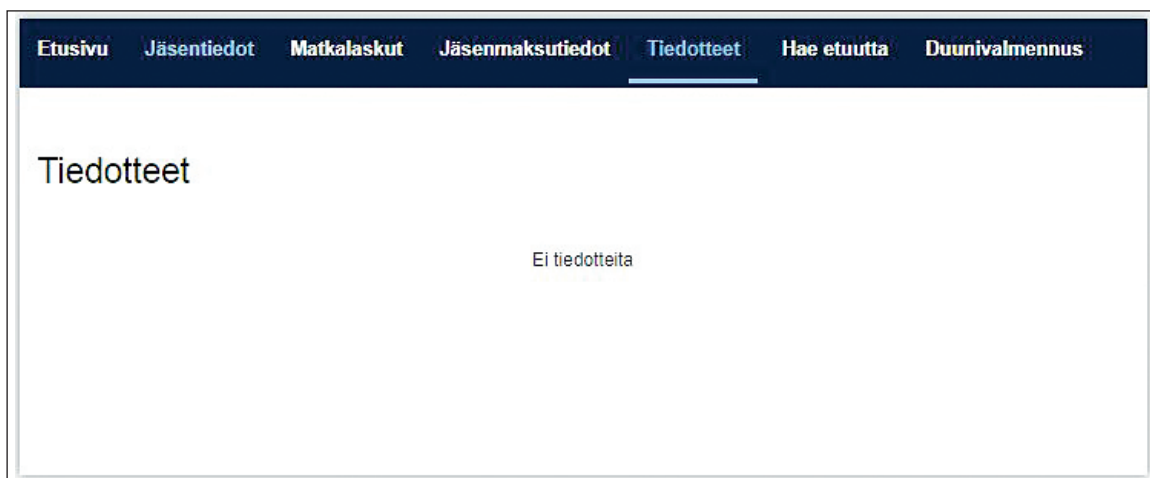 Etusivu Jäsentiedot Matkalaskut Jäsenmaksutiedot Tiedotteet Hae etuutta Duunivalmennus
Tiedotteet
Ei tiedotteita